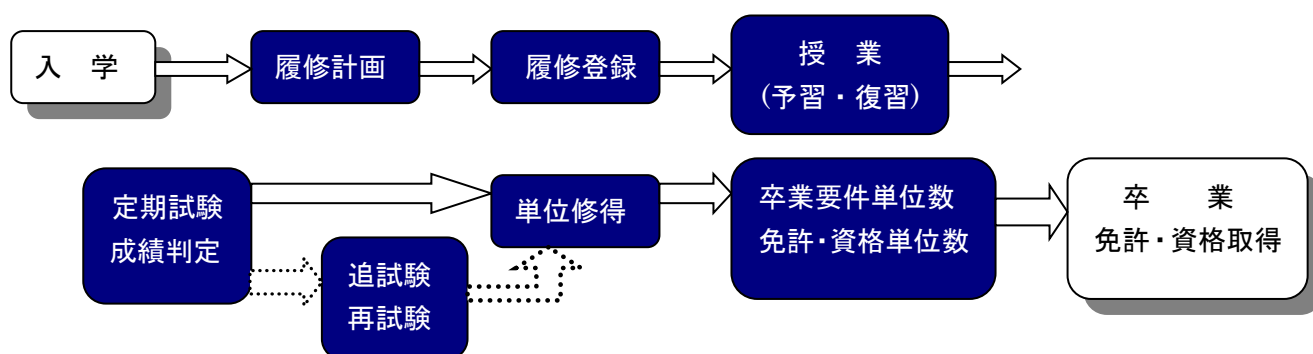 入　学
履修計画
履修登録
授　業
(予習・復習)
定期試験
成績判定
追試験
再試験
単位修得
卒業要件単位数
免許・資格単位数
卒　　業
免許・資格取得